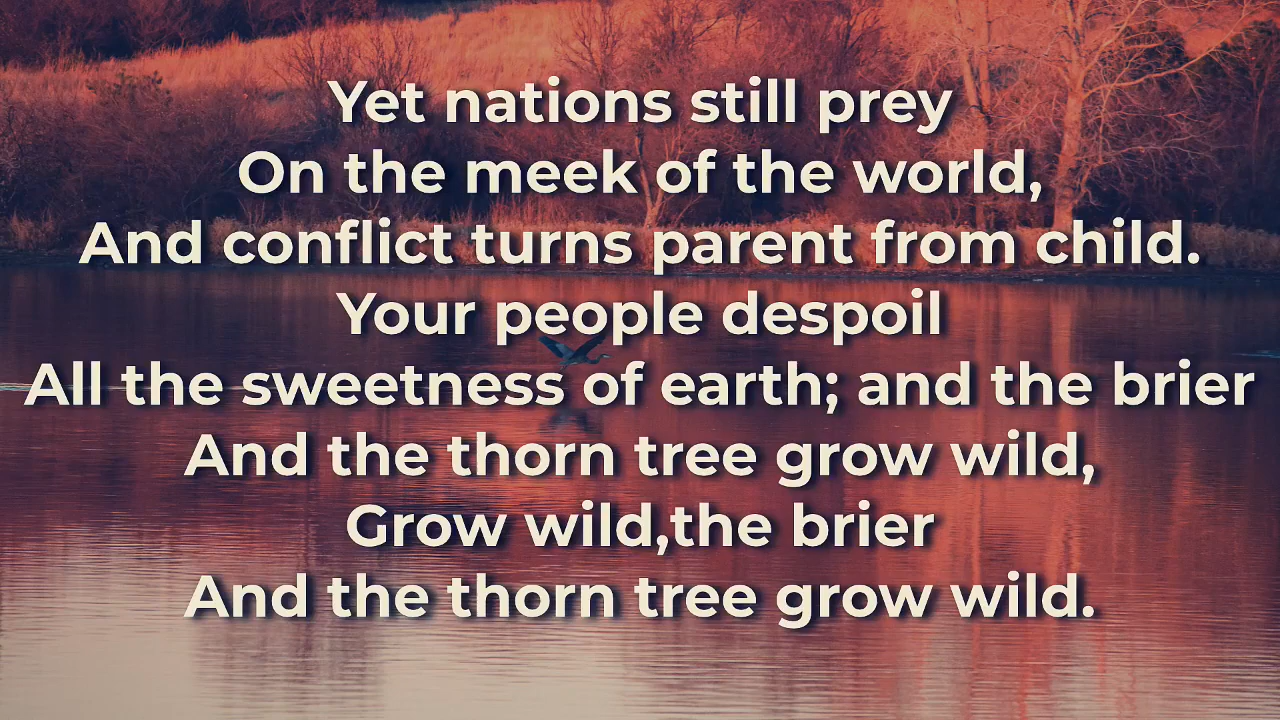 Yet nations still prey
On the meek of the world,
And conflict turns parent from child.
Your people despoil
All the sweetness of earth; and the brier
And the thorn tree grow wild,
Grow wild,the brier
And the thorn tree grow wild.